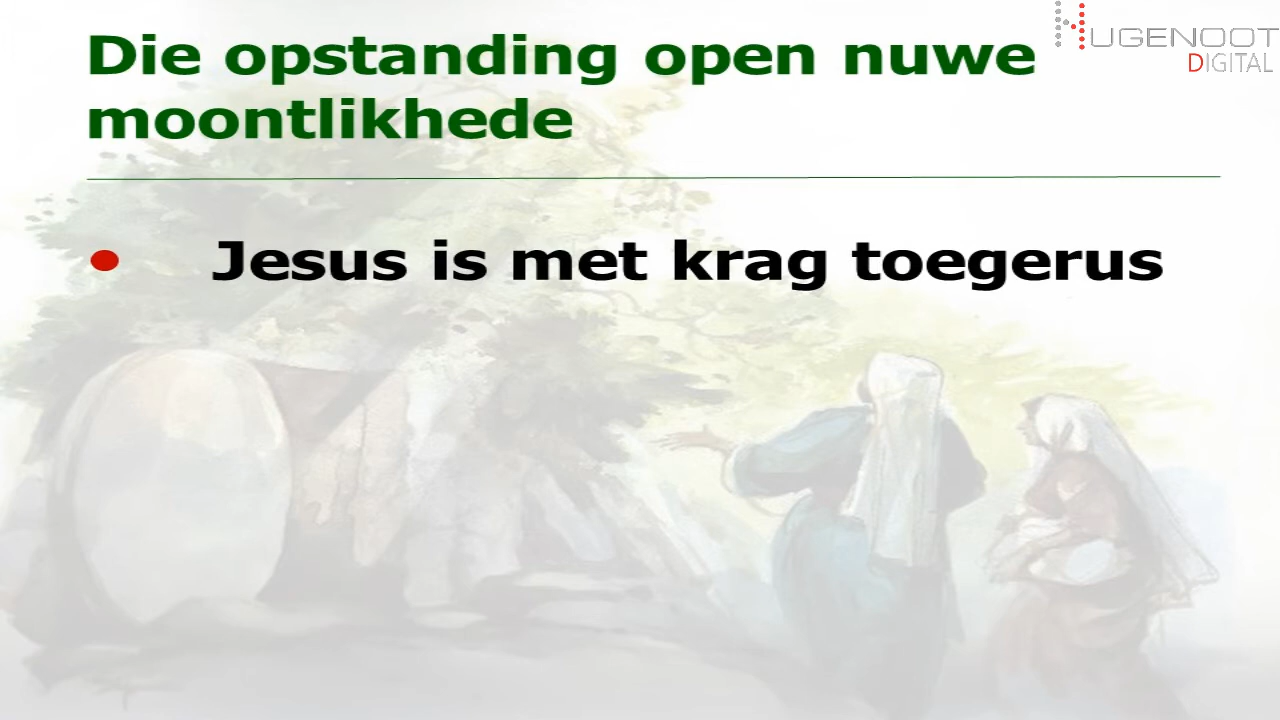 Die opstanding open nuwe
moontlikhede
HUGENOOT
DIGITAL
• Jesus is met krag toegerus